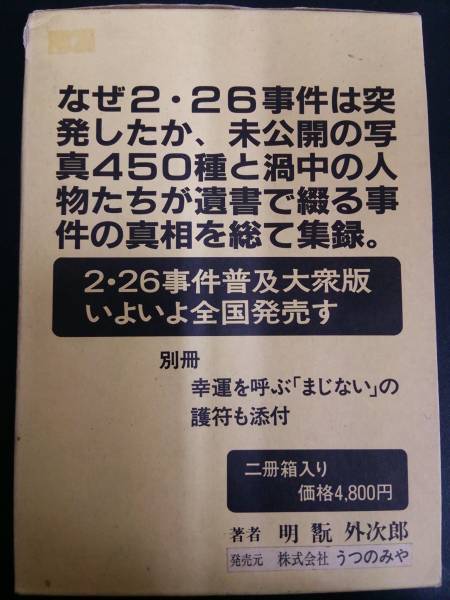 なぜ2・26事件は突
発したか、未公開の写
真450種と渦中の人
物たちが遺書で綴る事
件の真相を総て集録。
2・26事件普及大衆版
いよいよ全国発売す
別冊
幸運を呼ぶ「まじない」の
護符も添付
二冊箱入り
価格4,800円
著者 明 翫 外次郎
発売元 株式会社 うつのみや